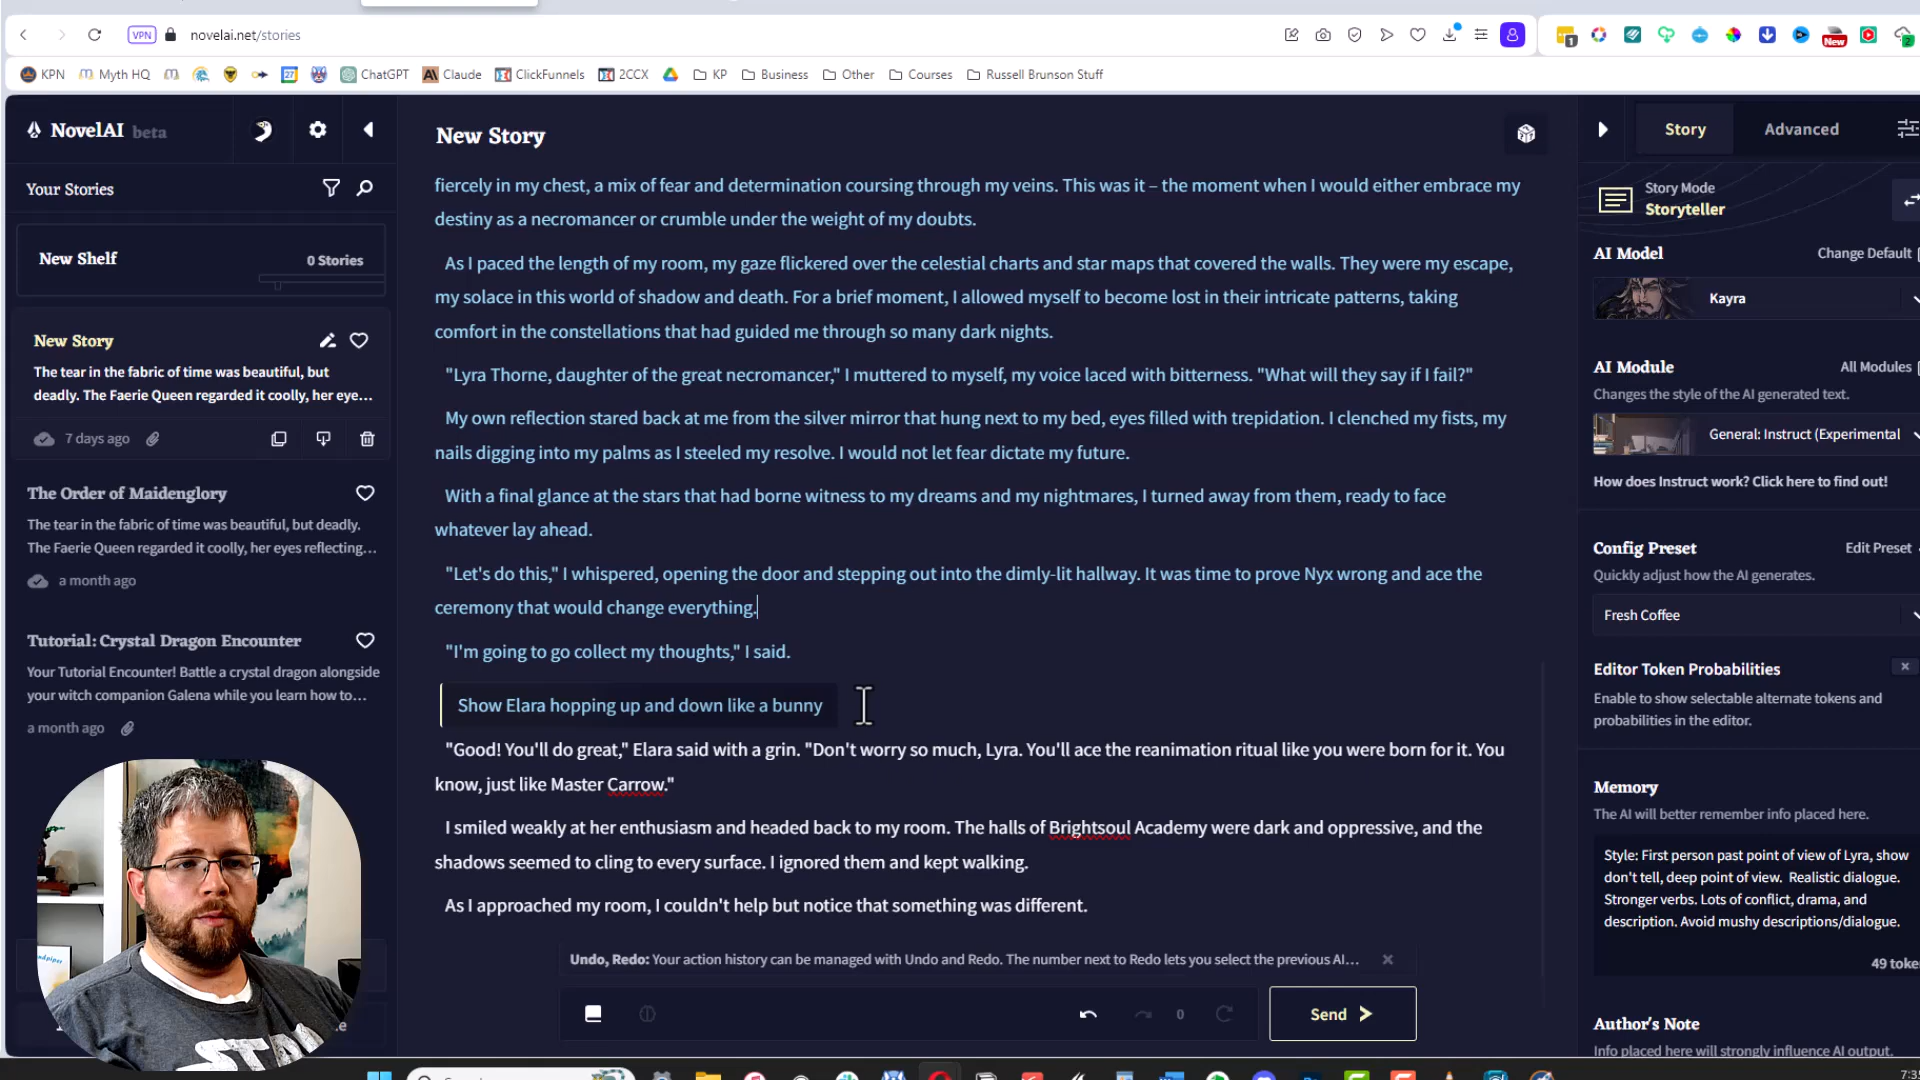 VPN novelai.net/stories 1 New 2
KPN Myth HQ 27 ChatGPT Claude ClickFunnels 2CCX KP Business Other Courses Russell Brunson Stuff
NovelAI beta
Your Stories
New Shelf 0 Stories
New Story
The tear in the fabric of time was beautiful, but
deadly. The Faerie Queen regarded it coolly, her eye...
7 days ago
The Order of Maidenglory
The tear in the fabric of time was beautiful, but deadly.
The Faerie Queen regarded it coolly, her eyes reflecting...
a month ago
Tutorial: Crystal Dragon Encounter
Your Tutorial Encounter! Battle a crystal dragon alongside
your witch companion Galena while you learn how to...
a month ago
New Story
fiercely in my chest, a mix of fear and determination coursing through my veins. This was it – the moment when I would either embrace my
destiny as a necromancer or crumble under the weight of my doubts.
As I paced the length of my room, my gaze flickered over the celestial charts and star maps that covered the walls. They were my escape,
my solace in this world of shadow and death. For a brief moment, I allowed myself to become lost in their intricate patterns, taking
comfort in the constellations that had guided me through so many dark nights.
"Lyra Thorne, daughter of the great necromancer," I muttered to myself, my voice laced with bitterness. "What will they say if I fail?"
My own reflection stared back at me from the silver mirror that hung next to my bed, eyes filled with trepidation. I clenched my fists, my
nails digging into my palms as I steeled my resolve. I would not let fear dictate my future.
With a final glance at the stars that had borne witness to my dreams and my nightmares, I turned away from them, ready to face
whatever lay ahead.
"Let's do this," I whispered, opening the door and stepping out into the dimly-lit hallway. It was time to prove Nyx wrong and ace the
ceremony that would change everything.
"I'm going to go collect my thoughts," I said.
Show Elara hopping up and down like a bunny
"Good! You'll do great," Elara said with a grin. "Don't worry so much, Lyra. You'll ace the reanimation ritual like you were born for it. You
know, just like Master Carrow."
I smiled weakly at her enthusiasm and headed back to my room. The halls of Brightsoul Academy were dark and oppressive, and the
shadows seemed to cling to every surface. I ignored them and kept walking.
As I approached my room, I couldn't help but notice that something was different.
Undo, Redo: Your action history can be managed with Undo and Redo. The number next to Redo lets you select the previous AI...
0 Send
Story Advanced
Story Mode
Storyteller
AI Model Change Default
Kayra
AI Module All Modules
Changes the style of the AI generated text.
General: Instruct (Experimental
How does Instruct work? Click here to find out!
Config Preset Edit Preset
Quickly adjust how the AI generates.
Fresh Coffee
Editor Token Probabilities
Enable to show selectable alternate tokens and
probabilities in the editor.
Memory
The AI will better remember info placed here.
Style: First person past point of view of Lyra, show
don't tell, deep point of view. Realistic dialogue.
Stronger verbs. Lots of conflict, drama, and
description. Avoid mushy descriptions/dialogue.
49 toke
Author's Note
Info placed here will strongly influence AI output.